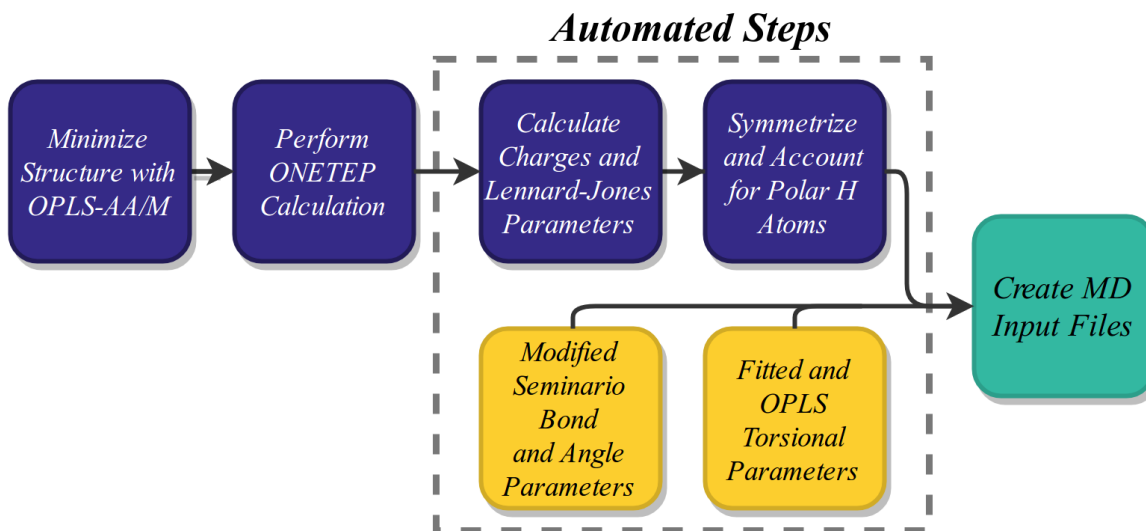 Automated Steps
Minimize
Structure with
OPLS-AA/M
Perform
ONETEP
Calculation
Calculate
Charges and
Lennard-Jones
Parameters
Symmetrize
and Account
for Polar H
Atoms
Modified
Seminario
Bond
and Angle
Parameters
Fitted and
OPLS
Torsional
Parameters
Create MD
Input Files